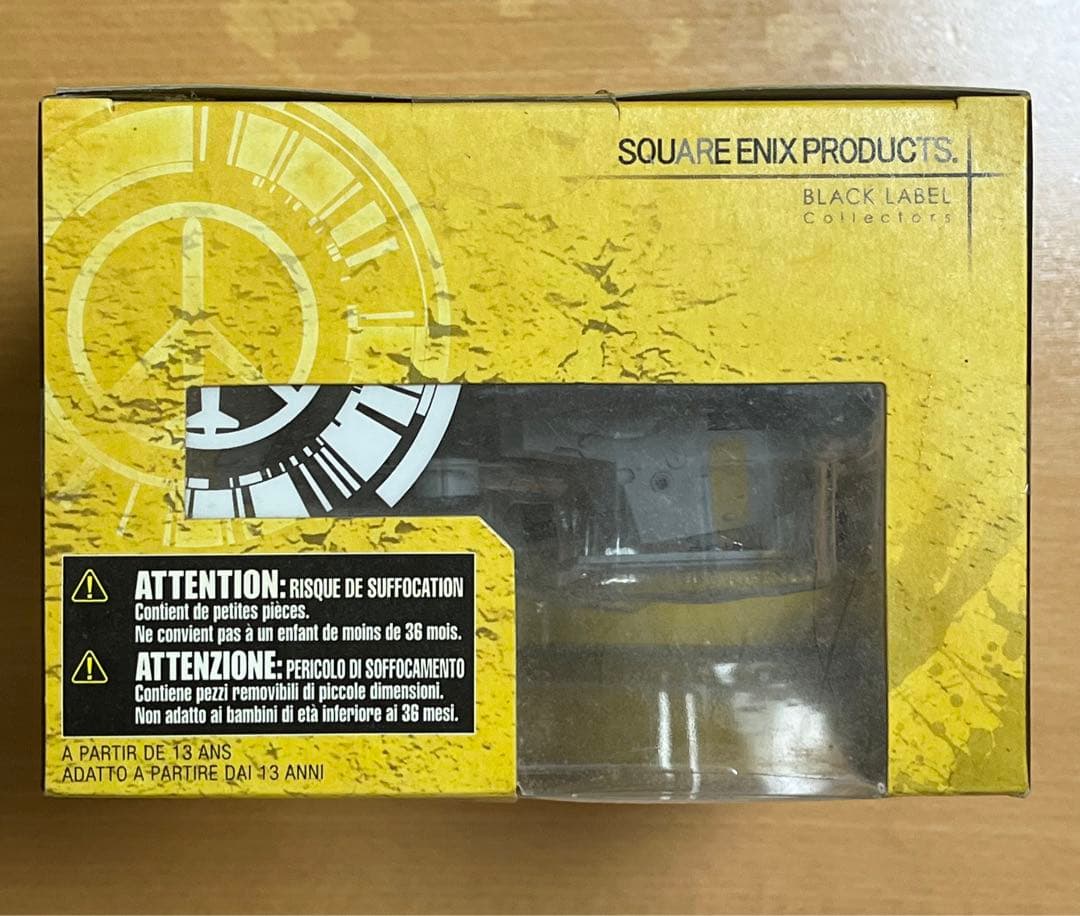 SQUARE ENIX PRODUCTS.
BLACK LABEL
Collectors
ATTENTION: RISQUE DE SUFFOCATION
Contient de petites pièces.
Ne convient pas à un enfant de moins de 36 mois.
ATTENZIONE: PERICOLO DI SOFFOCAMENTO
Contiene pezzi removibili di piccole dimensioni.
Non adatto ai bambini di età inferiore ai 36 mesi.
A PARTIR DE 13 ANS
ADATTO A PARTIRE DAI 13 ANNI